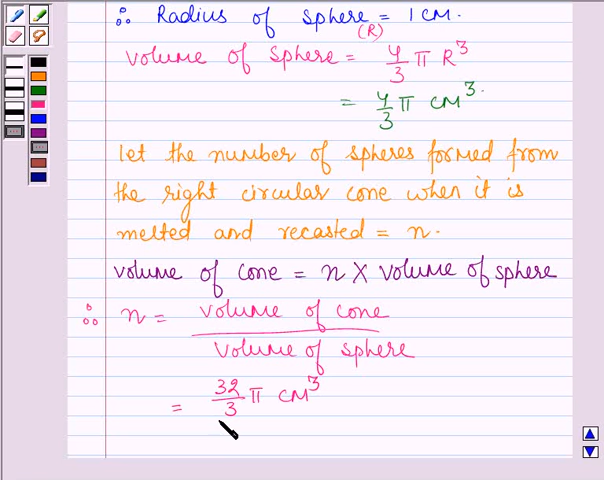 ∴ Radius of sphere = 1 CM.
(R)
Volume of sphere = 4/3 π R³
= 4/3 π CM³.
let the number of spheres formed from
the right circular cone when it is
melted and recasted = n.
volume of cone = n X volume of sphere
∴ n = volume of cone
volume of sphere
= 32/3 π CM³